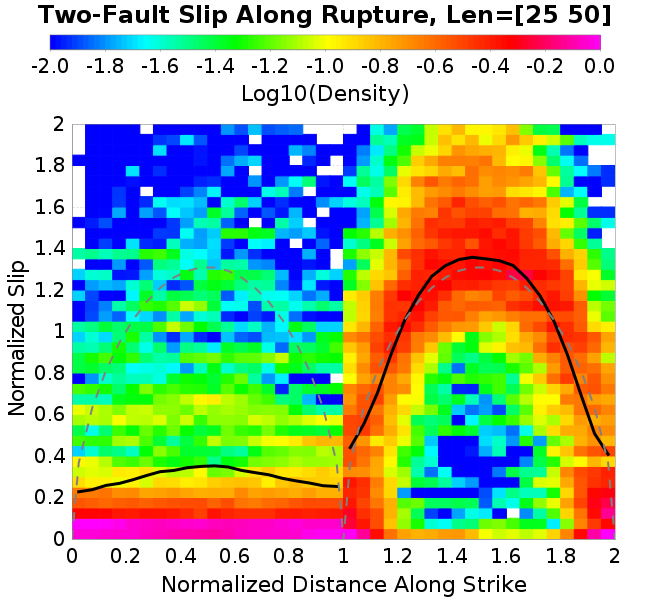 Two-Fault Slip Along Rupture, Len=[25 50]
-2.0 -1.8 -1.6 -1.4 -1.2 -1.0 -0.8 -0.6 -0.4 -0.2 0.0
Log10(Density)
Normalized Slip
2
1.8
1.6
1.4
1.2
1
0.8
0.6
0.4
0.2
0
0 0.2 0.4 0.6 0.8 1 1.2 1.4 1.6 1.8 2
Normalized Distance Along Strike